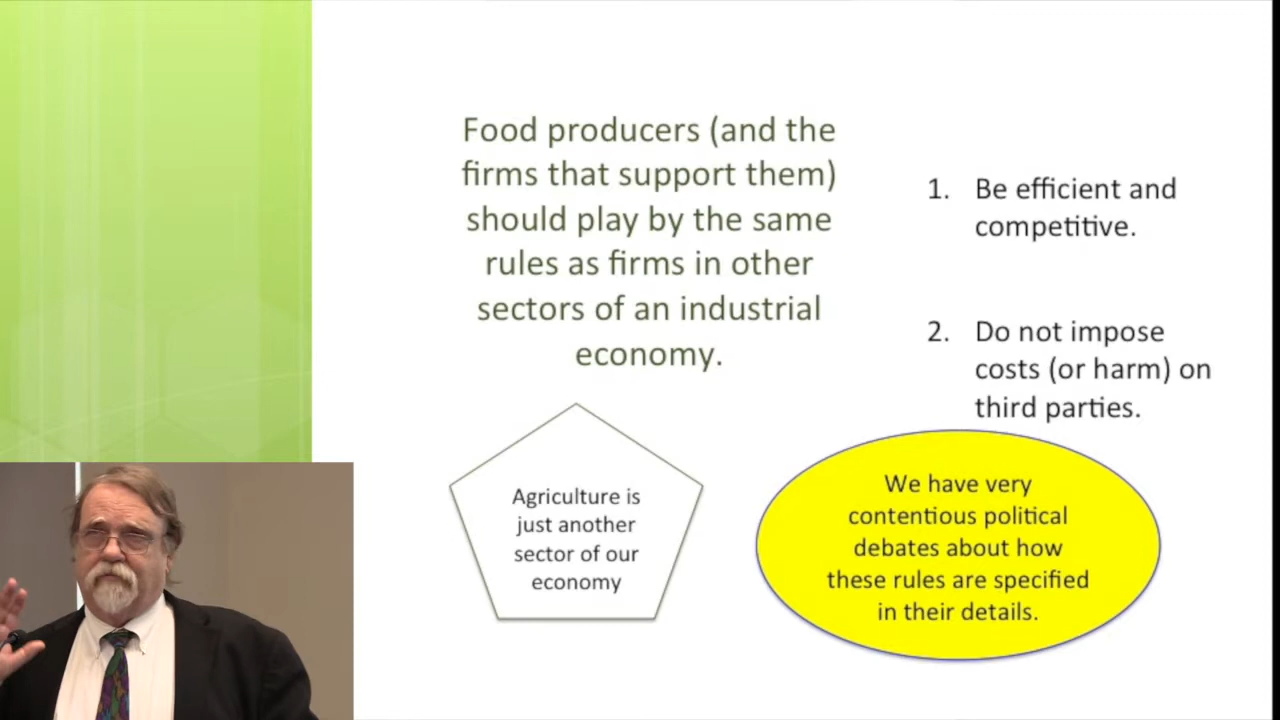 Food producers (and the
firms that support them)
should play by the same
rules as firms in other
sectors of an industrial
economy.
1. Be efficient and
competitive.
2. Do not impose
costs (or harm) on
third parties.
Agriculture is
just another
sector of our
economy
We have very
contentious political
debates about how
these rules are specified
in their details.